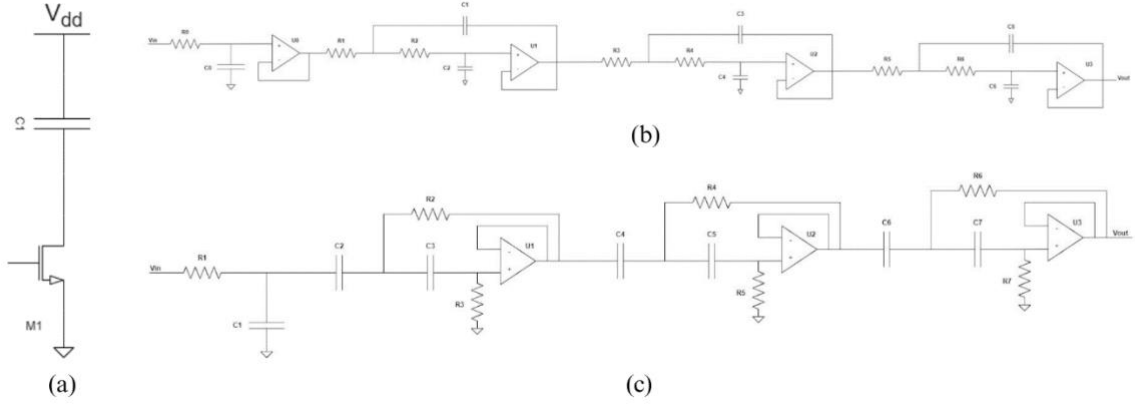 Vdd
C1
M1
(a)
C1
C3
C5
Vin
R0
U0
R1
R2
U1
R3
R4
U2
R5
R6
U3
C0
C2
C4
C6
Vout
(b)
R2
R4
R6
Vin
R1
C2
C3
U1
C4
C5
U2
C6
C7
U3
Vout
C1
R3
R5
R7
(c)